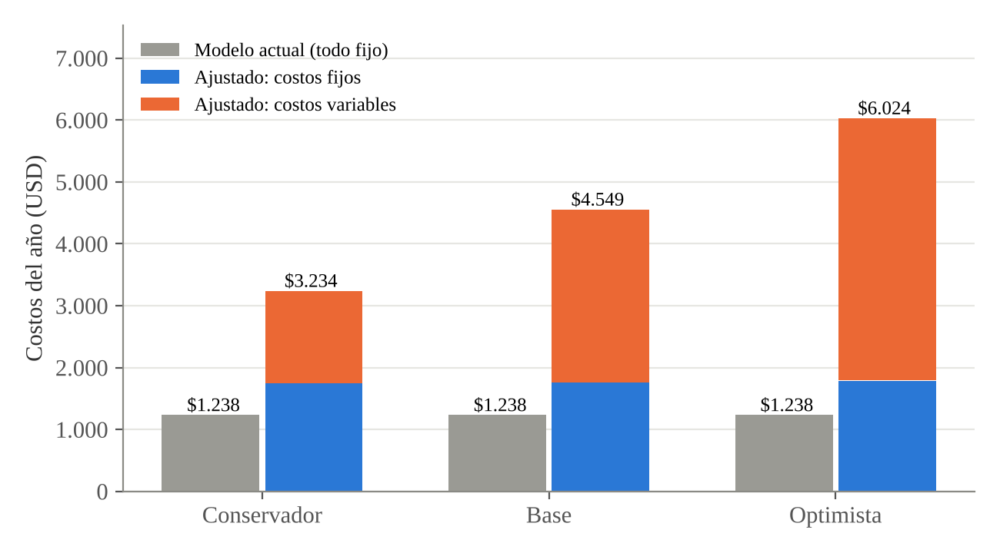 Modelo actual (todo fijo)
Ajustado: costos fijos
Ajustado: costos variables
Costos del año (USD)
7.000
6.000
5.000
4.000
3.000
2.000
1.000
0
$1.238
$3.234
$1.238
$4.549
$1.238
$6.024
Conservador
Base
Optimista